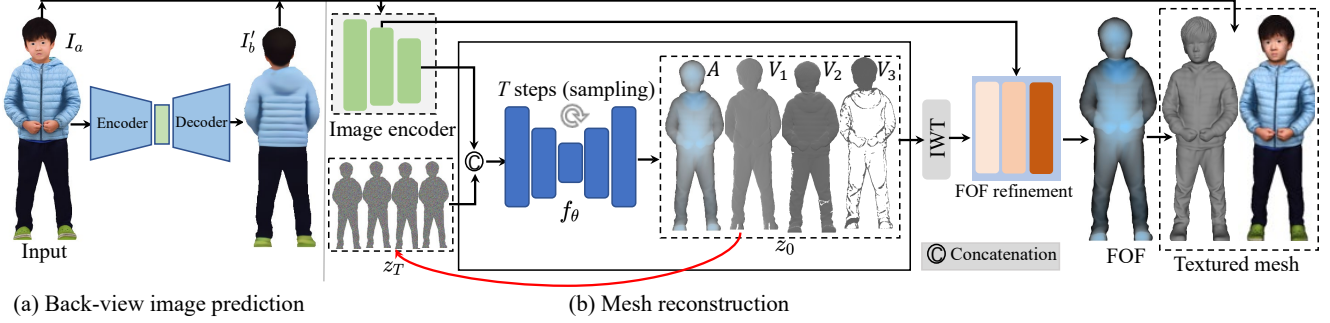 I_a
I'_b
Encoder
Decoder
Input
(a) Back-view image prediction
Image encoder
z_T
©
T steps (sampling)
f_θ
A
V_1
V_2
V_3
z_0
IWT
FOF refinement
© Concatenation
FOF
Textured mesh
(b) Mesh reconstruction